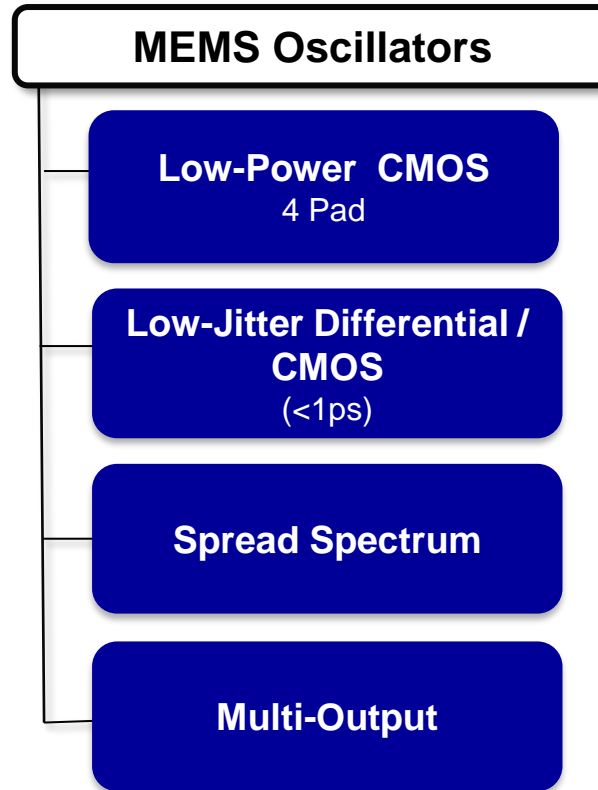 MEMS Oscillators
Low-Power CMOS
4 Pad
Low-Jitter Differential /
CMOS
(<1ps)
Spread Spectrum
Multi-Output